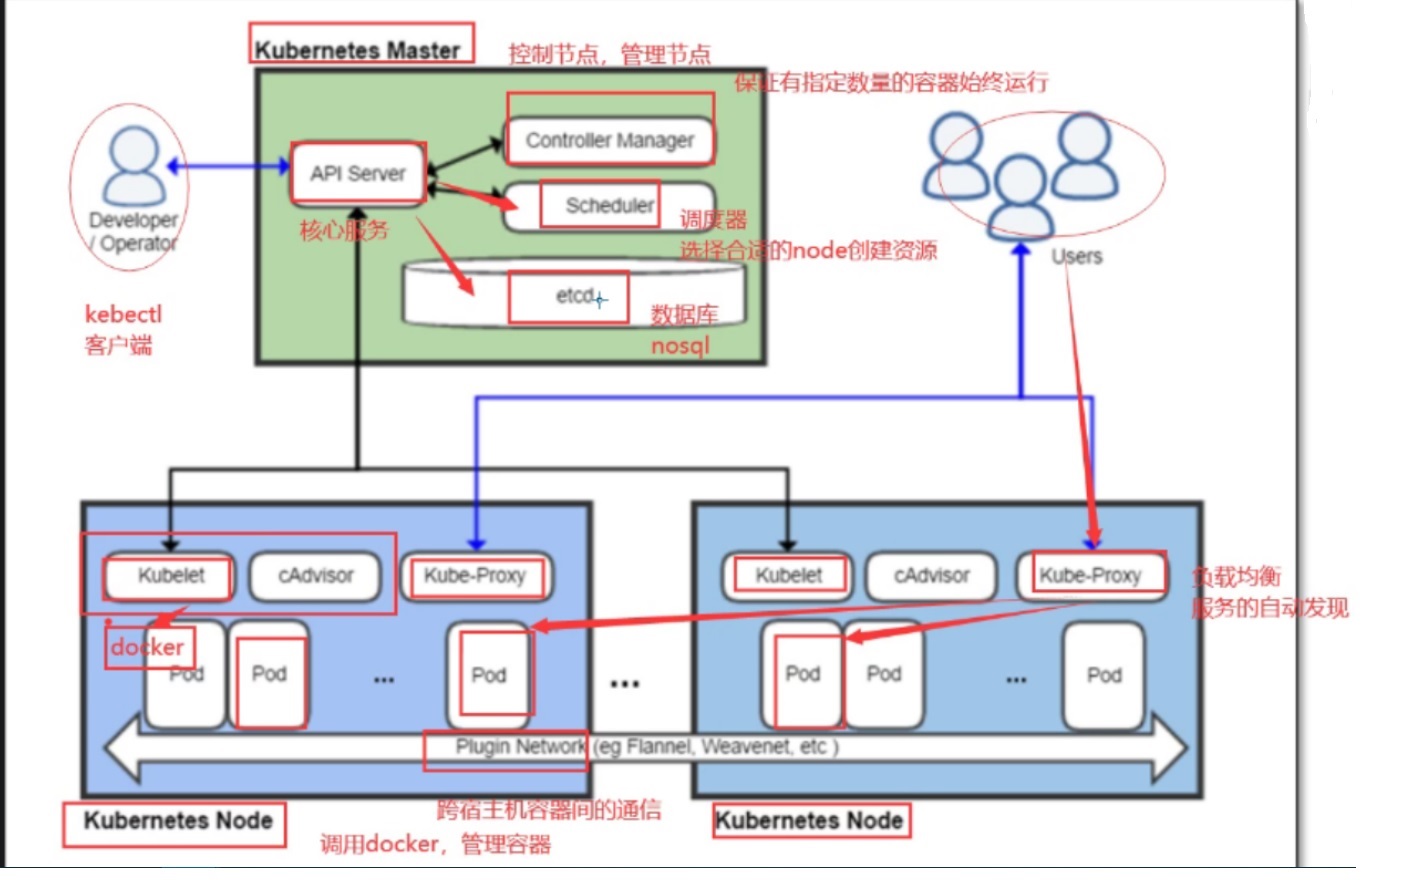 Kubernetes Master
控制节点，管理节点
保证有指定数量的容器始终运行
Controller Manager
API Server
Scheduler
核心服务
调度器
选择合适的node创建资源
etcd
数据库
nosql
Developer
/ Operator
kebectl
客户端
Users
Kubelet
cAdvisor
Kube-Proxy
docker
Pod
Pod
...
Pod
...
Kubelet
cAdvisor
Kube-Proxy
负载均衡
服务的自动发现
Pod
Pod
...
Pod
Plugin Network (eg Flannel, Weavenet, etc )
Kubernetes Node
跨宿主机容器间的通信
调用docker，管理容器
Kubernetes Node